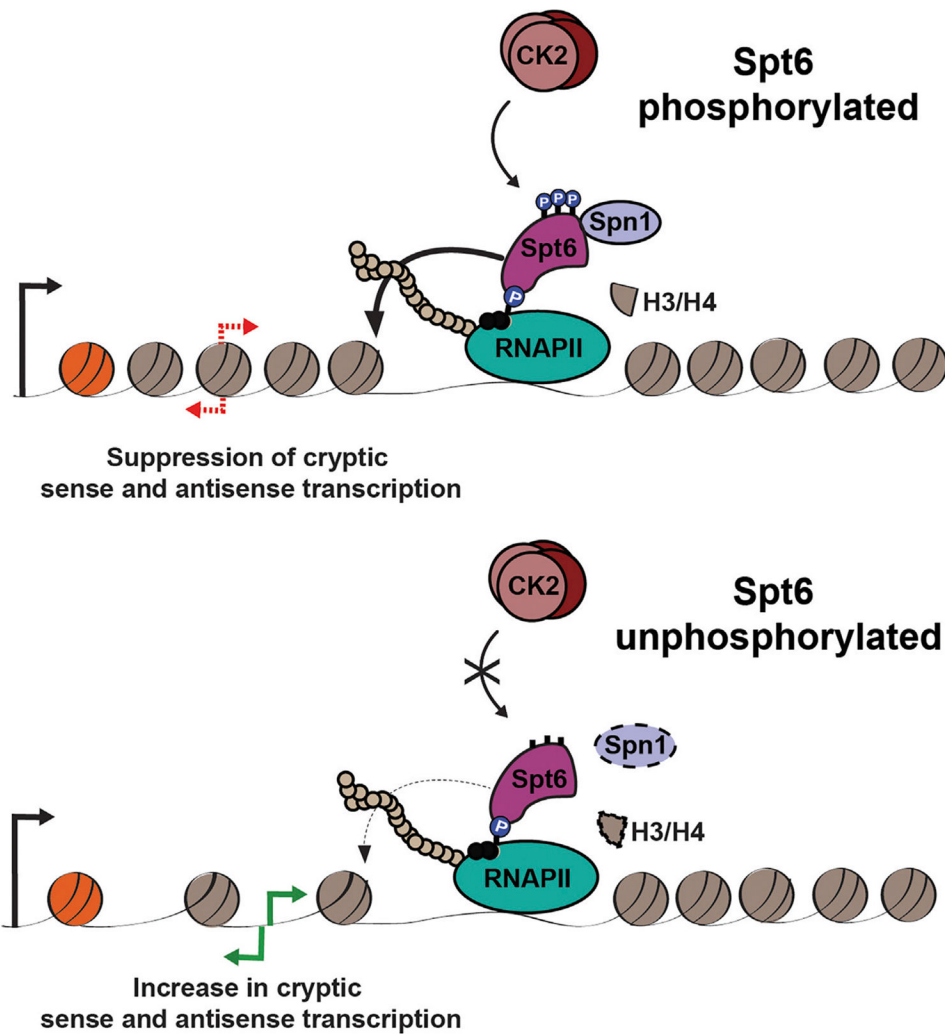 CK2
Spt6
phosphorylated
P P P
Spn1
Spt6
P
H3/H4
RNAPII
Suppression of cryptic
sense and antisense transcription
CK2
Spt6
unphosphorylated
Spn1
Spt6
P
H3/H4
RNAPII
Increase in cryptic
sense and antisense transcription